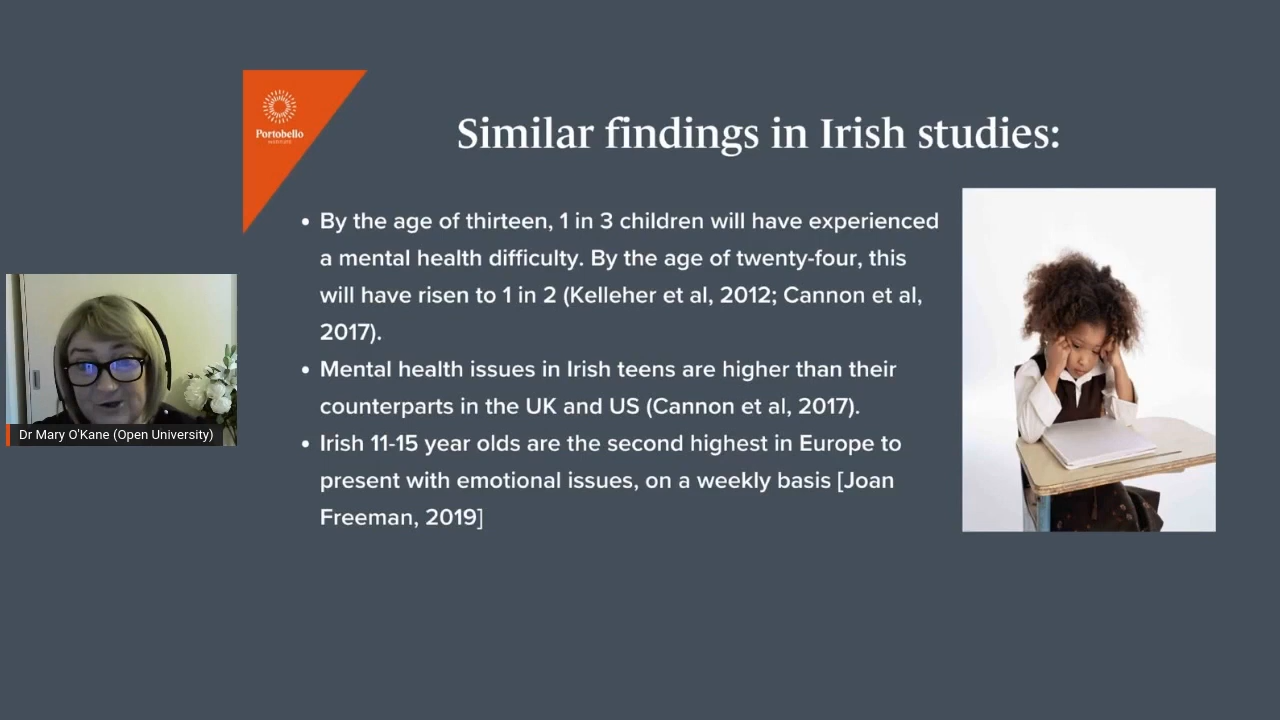 Portobello
INSTITUTE
Similar findings in Irish studies:
• By the age of thirteen, 1 in 3 children will have experienced
a mental health difficulty. By the age of twenty-four, this
will have risen to 1 in 2 (Kelleher et al, 2012; Cannon et al,
2017).
• Mental health issues in Irish teens are higher than their
counterparts in the UK and US (Cannon et al, 2017).
• Irish 11-15 year olds are the second highest in Europe to
present with emotional issues, on a weekly basis [Joan
Freeman, 2019]
Dr Mary O'Kane (Open University)